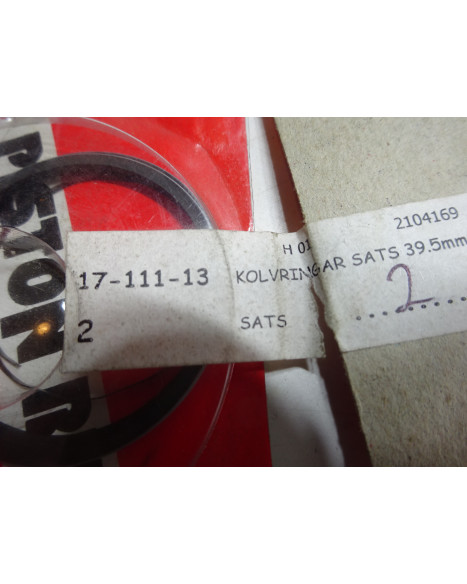 PISTON R
2104169
H 01
17-111-13 KOLVRINGAR SATS 39.5mm
2 SATS
2